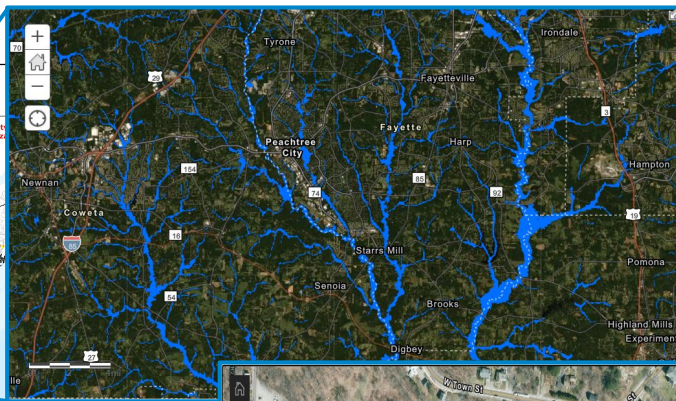 70
Tyrone
Irondale
29
Fayetteville
Fayette
3
Peachtree
City
Harp
Hampton
154
Newnan
85
74
92
Coweta
19
16
85
Starrs Mill
Pomona
Senoia
54
Brooks
Highland Mills
Experiment
Digbey
27
W Town St